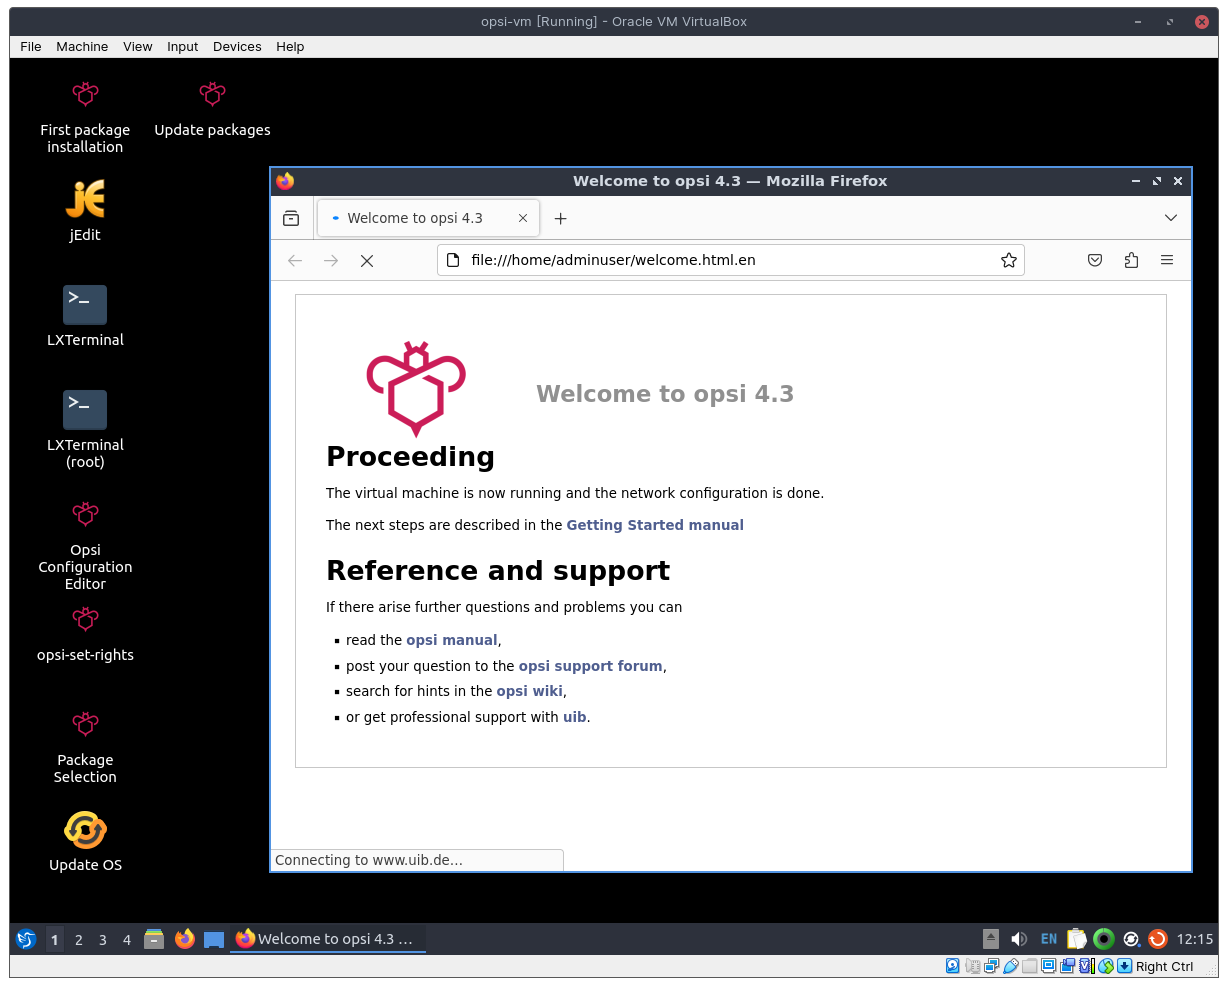 opsi-vm [Running] - Oracle VM VirtualBox
File Machine View Input Devices Help
First package
installation
Update packages
jEdit
LXTerminal
LXTerminal
(root)
Opsi
Configuration
Editor
opsi-set-rights
Package
Selection
Update OS
Welcome to opsi 4.3 — Mozilla Firefox
Welcome to opsi 4.3
file:///home/adminuser/welcome.html.en
Welcome to opsi 4.3
Proceeding
The virtual machine is now running and the network configuration is done.
The next steps are described in the Getting Started manual
Reference and support
If there arise further questions and problems you can
▪ read the opsi manual,
▪ post your question to the opsi support forum,
▪ search for hints in the opsi wiki,
▪ or get professional support with uib.
Connecting to www.uib.de…
1 2 3 4 Welcome to opsi 4.3 ... EN 12:15
Right Ctrl